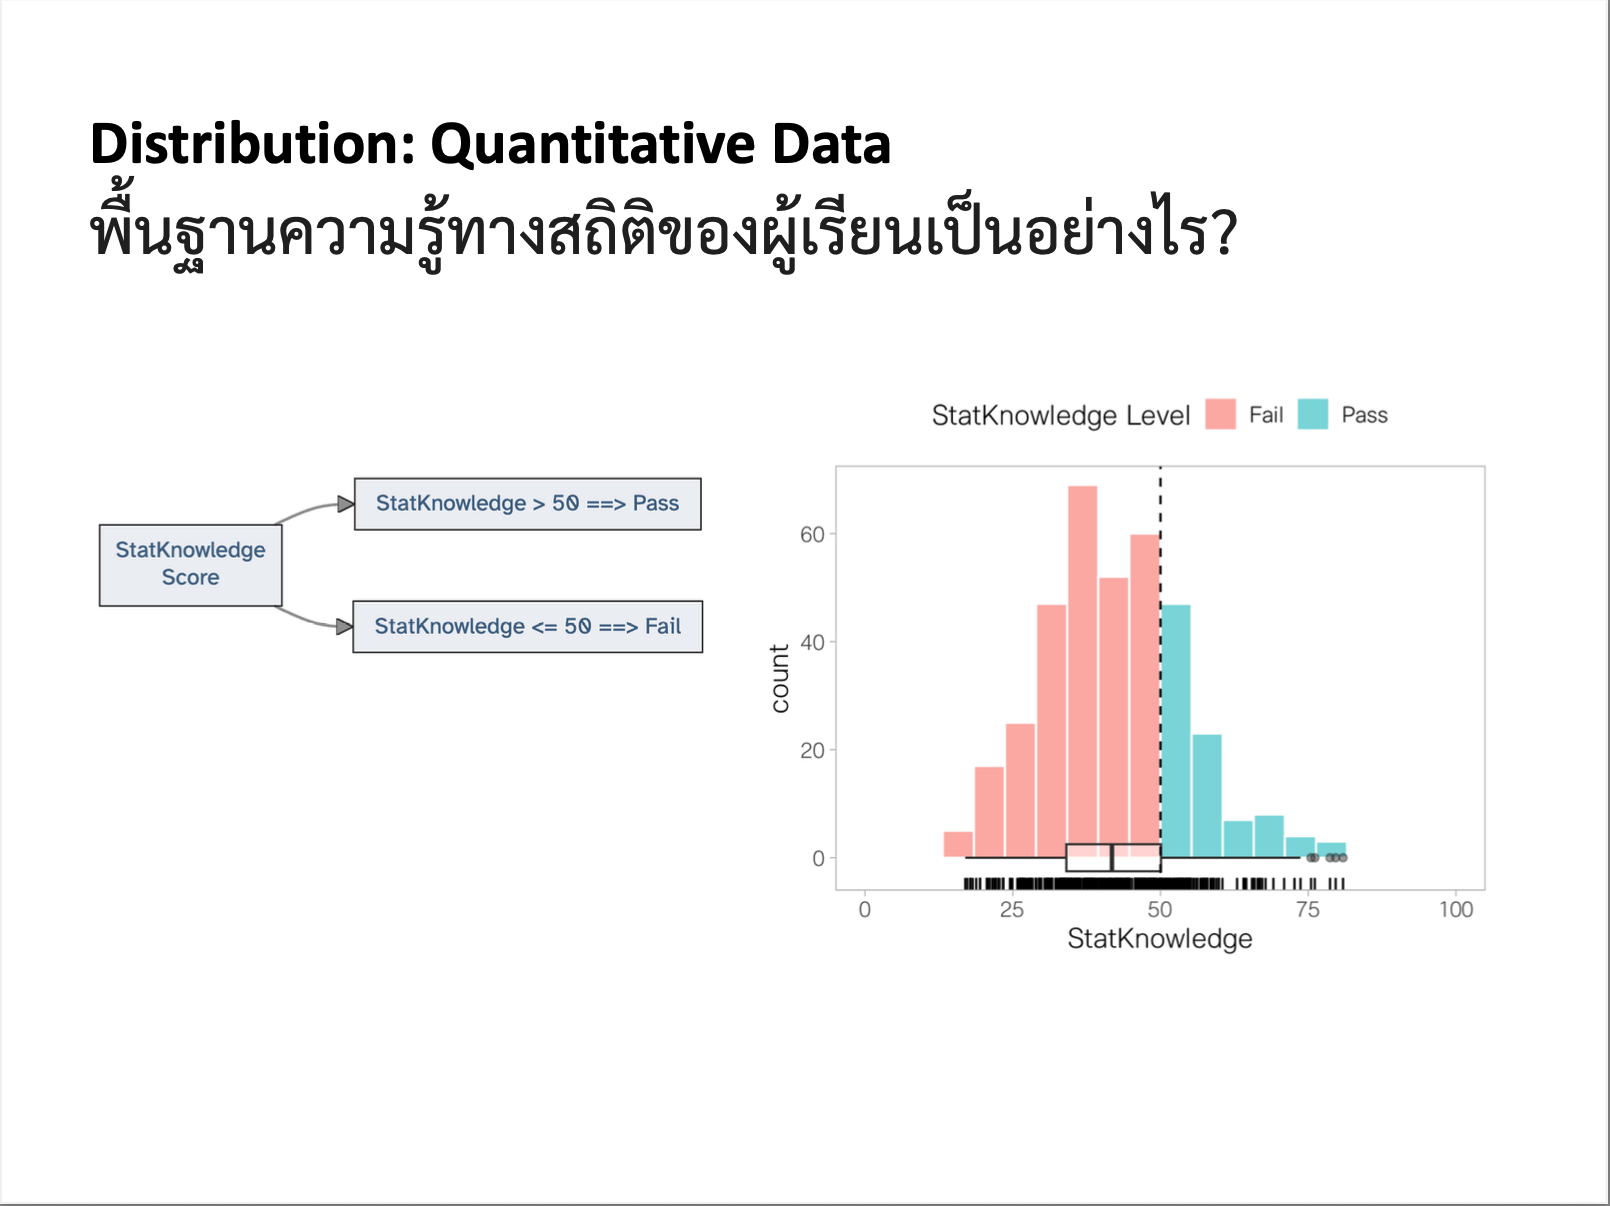 Distribution: Quantitative Data
พื้นฐานความรู้ทางสถิติของผู้เรียนเป็นอย่างไร?
StatKnowledge
Score
StatKnowledge > 50 ==> Pass
StatKnowledge <= 50 ==> Fail
StatKnowledge Level Fail Pass
count
60
40
20
0
0 25 50 75 100
StatKnowledge